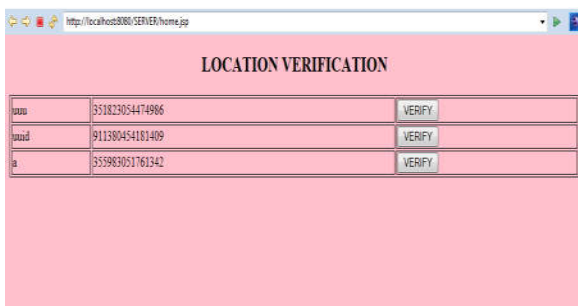 http://localhost:8080/SERVER/home.jsp
LOCATION VERIFICATION
uuu 351823054474986 VERIFY
uuid 911380454181409 VERIFY
a 355983051761342 VERIFY